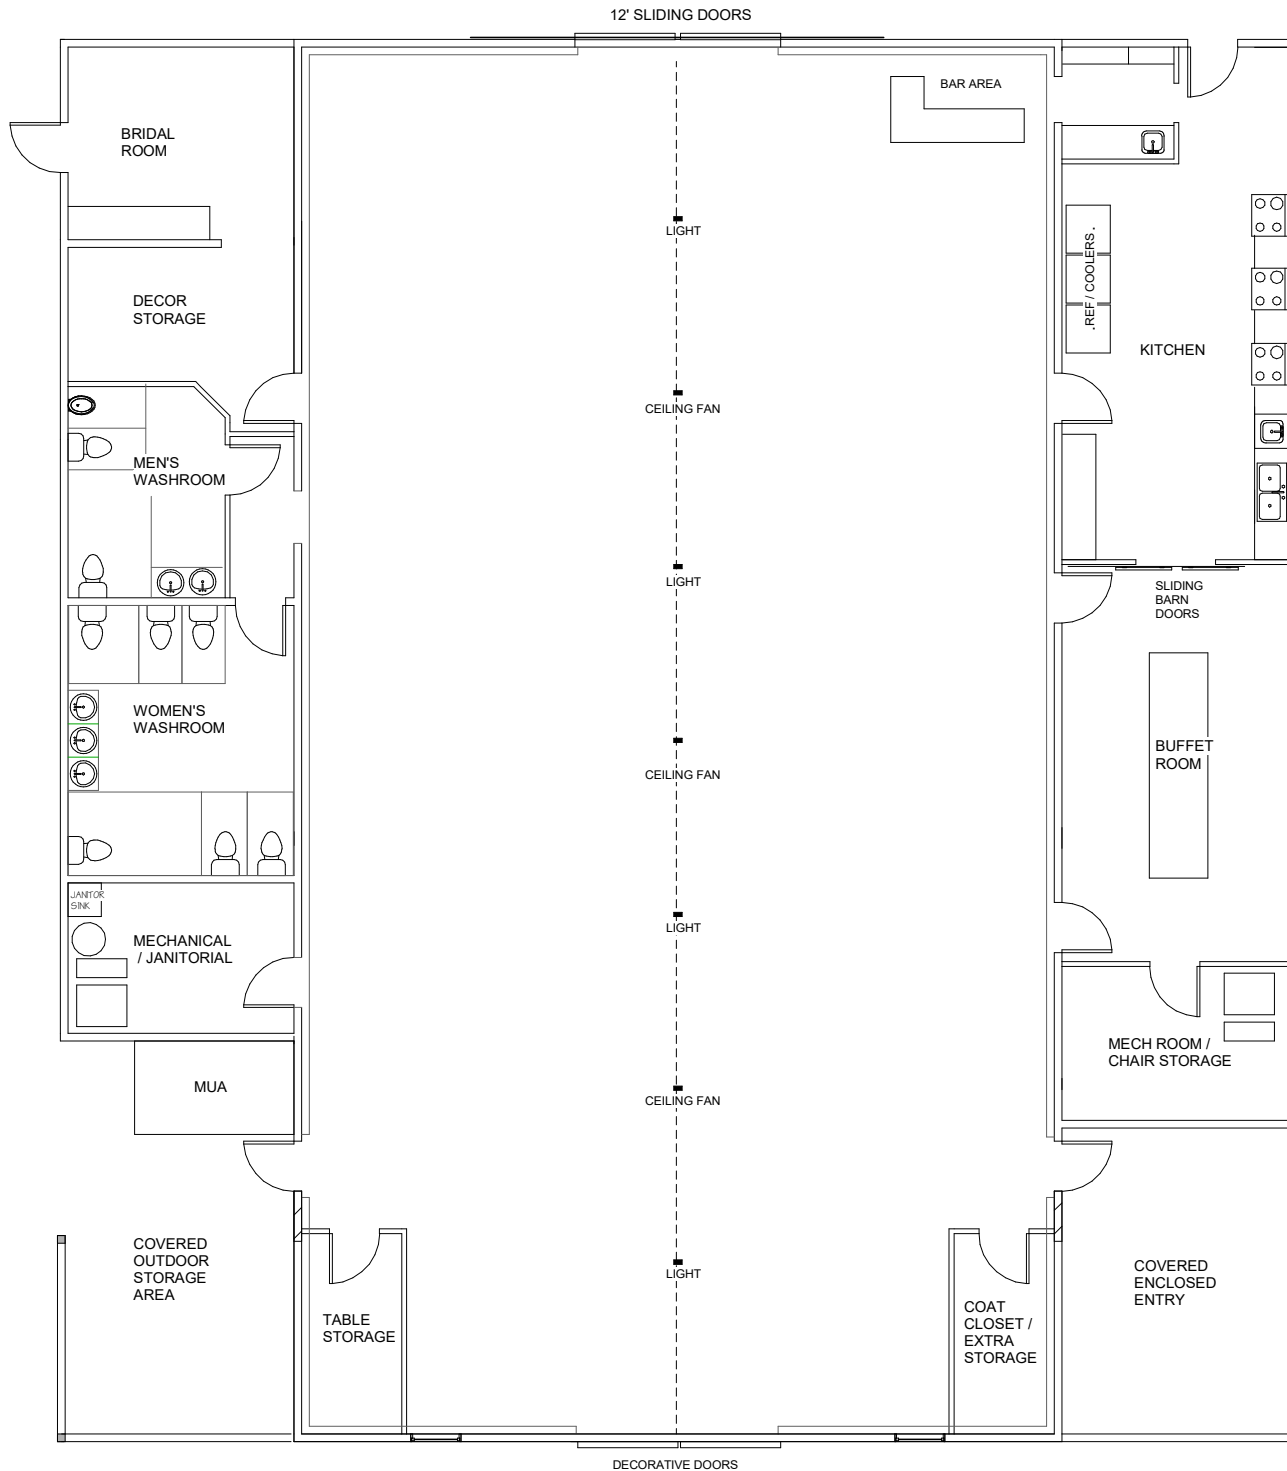 12' SLIDING DOORS
BAR AREA
BRIDAL
ROOM
LIGHT
.REF / COOLERS .
DECOR
STORAGE
KITCHEN
CEILING FAN
MEN'S
WASHROOM
LIGHT
SLIDING
BARN
DOORS
WOMEN'S
WASHROOM
BUFFET
ROOM
CEILING FAN
JANITOR
SINK
LIGHT
MECHANICAL
/ JANITORIAL
MECH ROOM /
CHAIR STORAGE
MUA
CEILING FAN
COVERED
OUTDOOR
STORAGE
AREA
LIGHT
COVERED
ENCLOSED
ENTRY
TABLE
STORAGE
COAT
CLOSET /
EXTRA
STORAGE
DECORATIVE DOORS